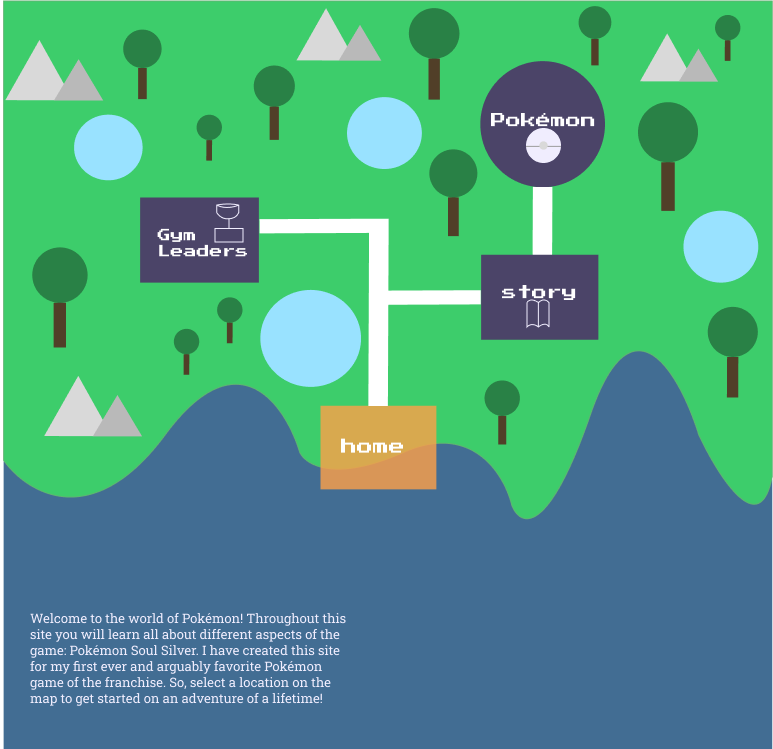 Pokémon
Gym
Leaders
story
home
Welcome to the world of Pokémon! Throughout this
site you will learn all about different aspects of the
game: Pokémon Soul Silver. I have created this site
for my first ever and arguably favorite Pokémon
game of the franchise. So, select a location on the
map to get started on an adventure of a lifetime!